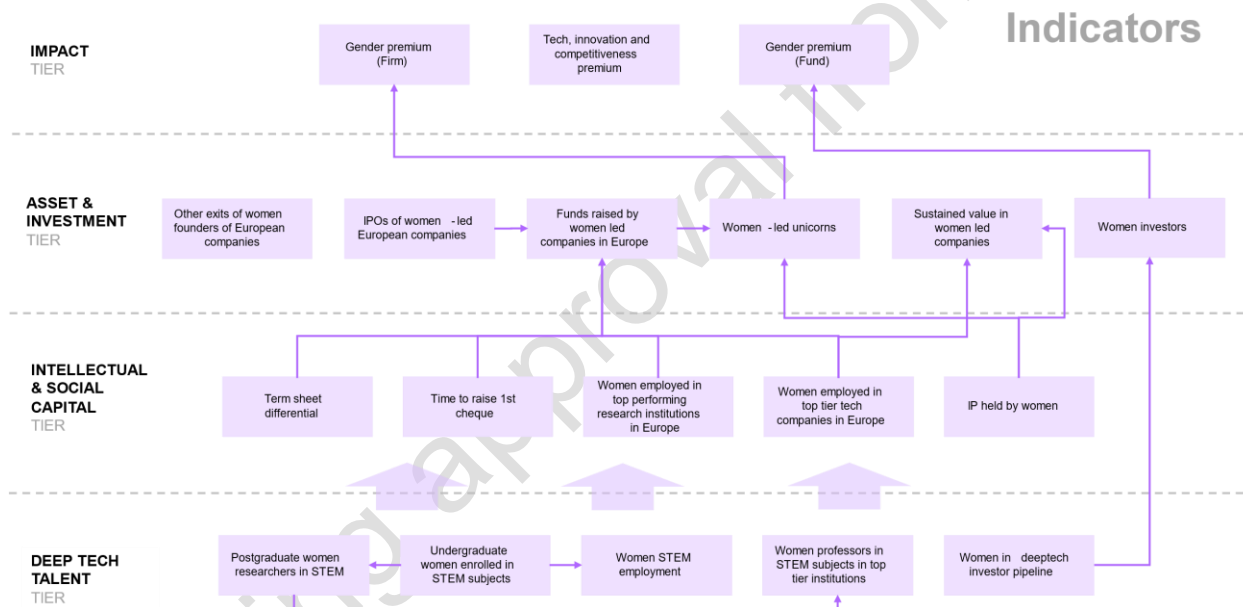 Indicators
IMPACT
TIER
Gender premium
(Firm)
Tech, innovation and
competitiveness
premium
Gender premium
(Fund)
ASSET &
INVESTMENT
TIER
Other exits of women
founders of European
companies
IPOs of women - led
European companies
Funds raised by
women led
companies in Europe
Women - led unicorns
Sustained value in
women led
companies
Women investors
INTELLECTUAL
& SOCIAL
CAPITAL
TIER
Term sheet
differential
Time to raise 1st
cheque
Women employed in
top performing
research institutions
in Europe
Women employed in
top tier tech
companies in Europe
IP held by women
DEEP TECH
TALENT
TIER
Postgraduate women
researchers in STEM
Undergraduate
women enrolled in
STEM subjects
Women STEM
employment
Women professors in
STEM subjects in top
tier institutions
Women in deeptech
investor pipeline
ing approval from